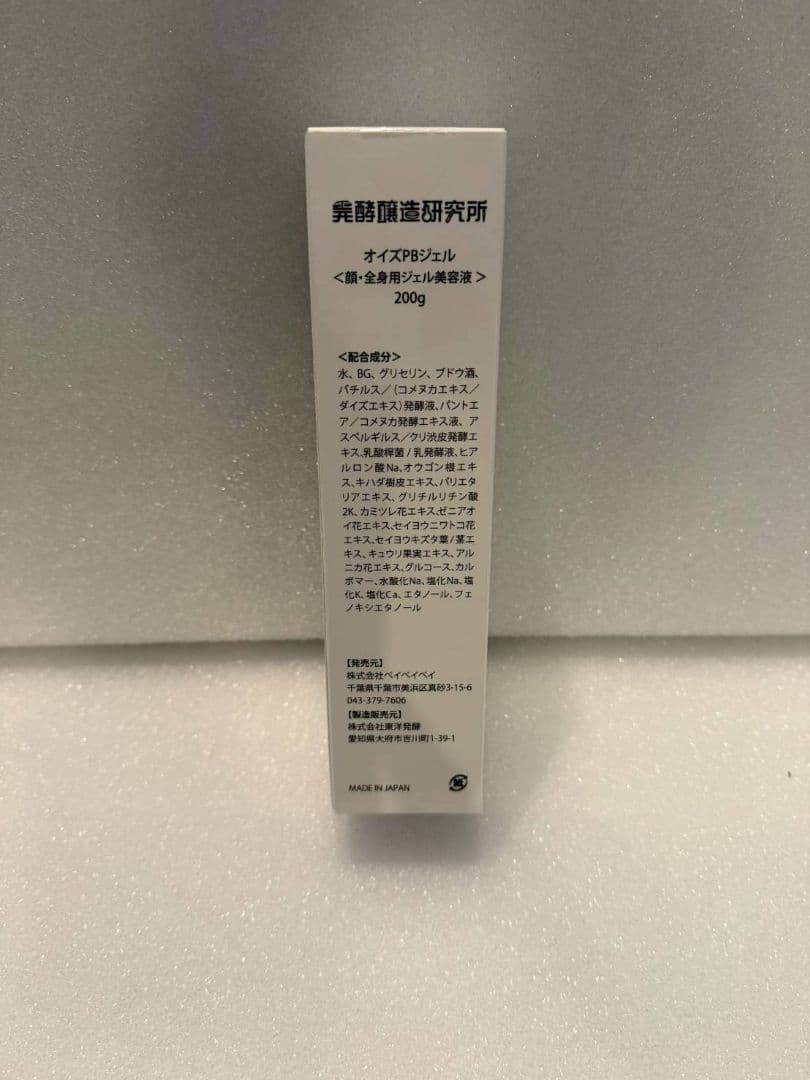 発酵醸造研究所
オイズPBジェル
＜顔・全身用ジェル美容液＞
200g
＜配合成分＞
水、BG、グリセリン、ブドウ酒、
バチルス／(コメヌカエキス／
ダイズエキス)発酵液、パントエ
ア／コメヌカ発酵エキス液、ア
スペルギルス／クリ渋皮発酵エ
キス、乳酸桿菌/乳発酵液、ヒア
ルロン酸Na、オウゴン根エキ
ス、キハダ樹皮エキス、パリエタ
リアエキス、グリチルリチン酸
2K、カミツレ花エキス、ゼニアオ
イ花エキス、セイヨウニワトコ花
エキス、セイヨウキズタ葉/茎エ
キス、キュウリ果実エキス、アル
ニカ花エキス、グルコース、カル
ボマー、水酸化Na、塩化Na、塩
化K、塩化Ca、エタノール、フェ
ノキシエタノール
【発売元】
株式会社ベイベイベイ
千葉県千葉市美浜区真砂3-15-6
043-379-7606
【製造販売元】
株式会社東洋発酵
愛知県大府市吉川町1-39-1
MADE IN JAPAN
紙